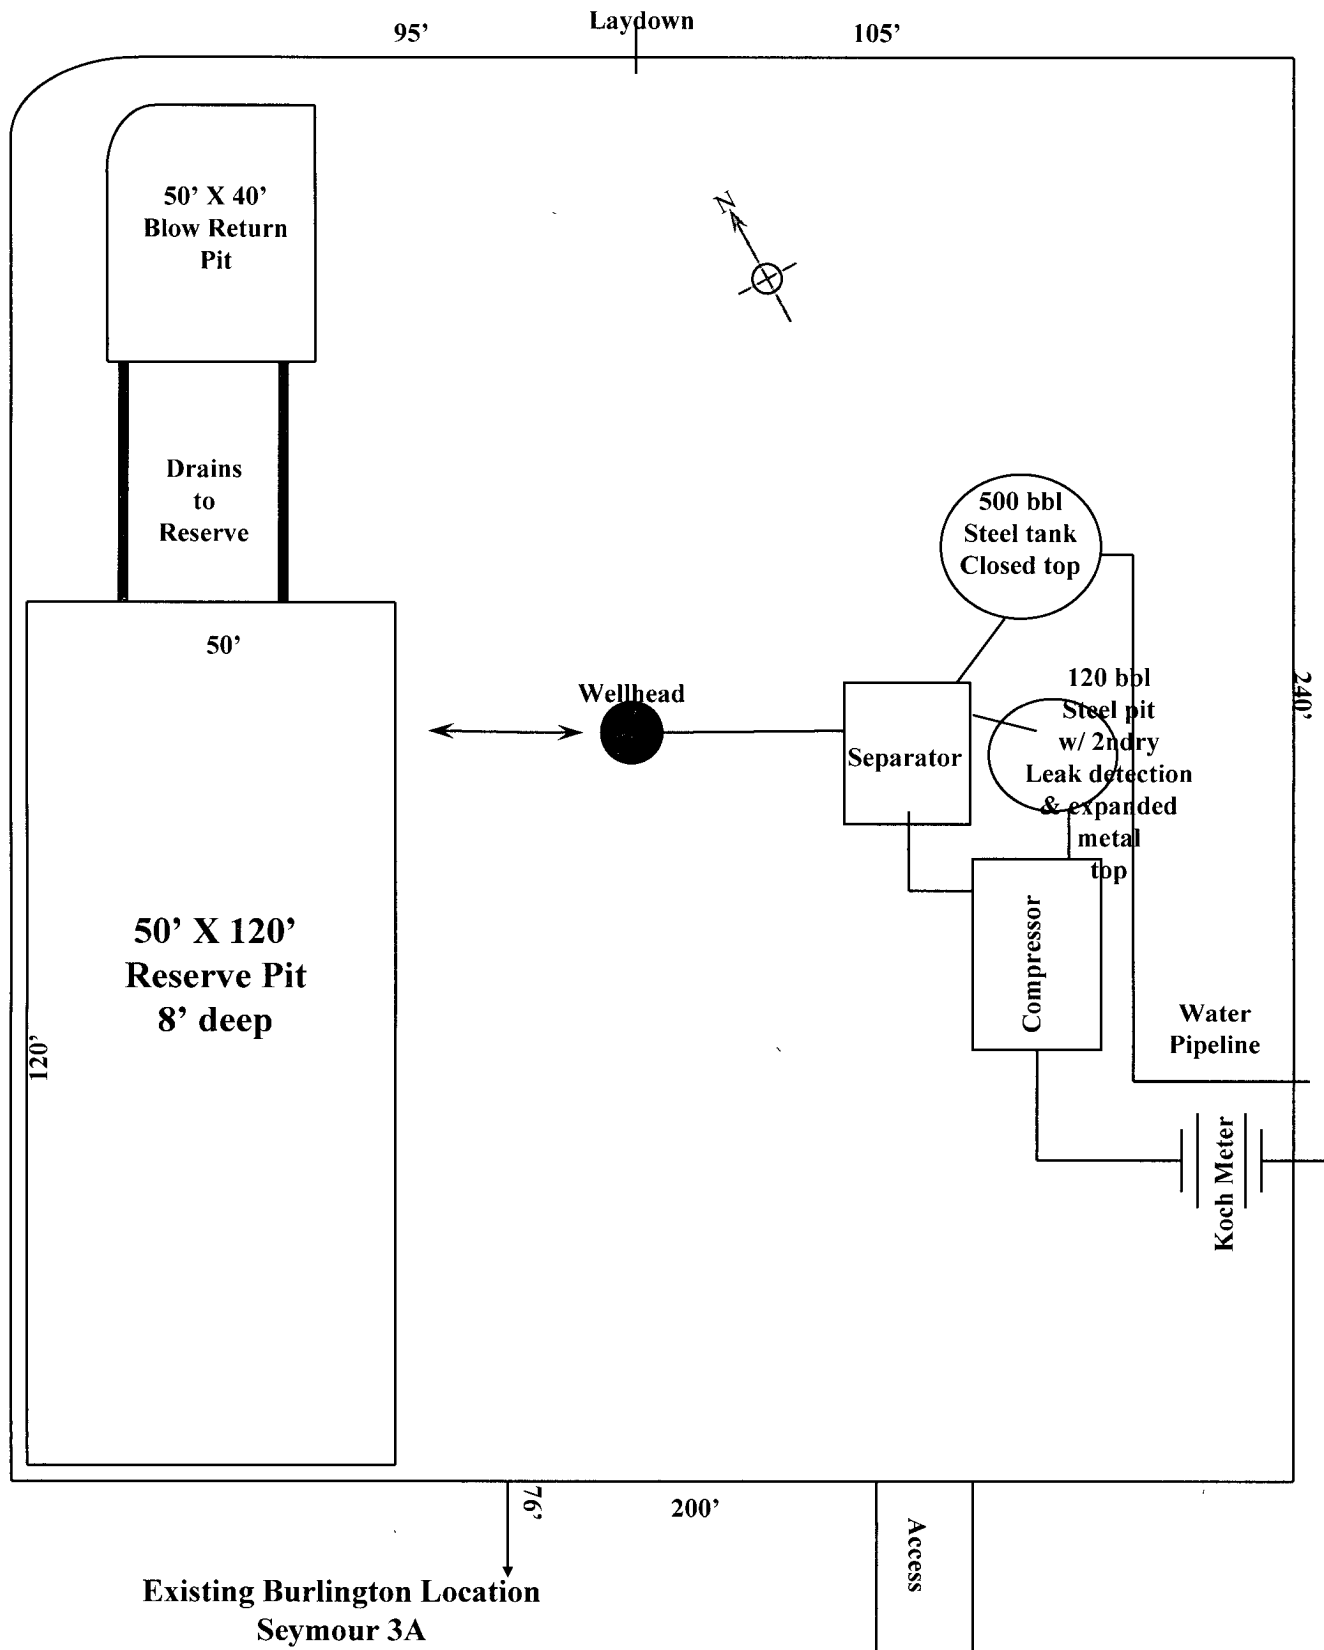 95’
Laydown
105’
50’ X 40’
Blow Return
Pit
N
Drains
to
Reserve
500 bbl
Steel tank
Closed top
50’
Wellhead
Separator
120 bbl
Steel pit
w/ 2ndry
Leak detection
& expanded
metal
top
240’
50’ X 120’
Reserve Pit
8’ deep
120’
Compressor
Water
Pipeline
Koch Meter
76’
200’
Access
Existing Burlington Location
Seymour 3A